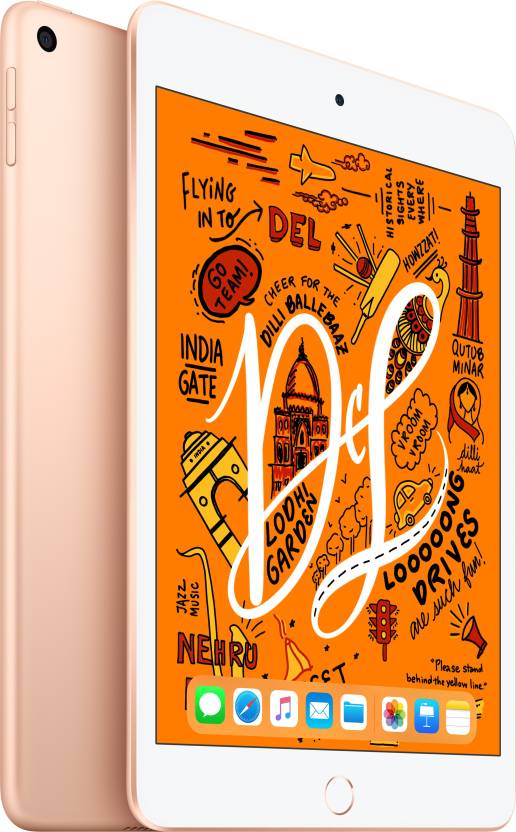 FLYING
IN TO
DEL
HISTORICAL
SIGHTS
EVERY
WHERE
HOWZZAT!
GO
TEAM!
CHEER FOR THE
DILLI BALLEBAAZ
INDIA
GATE
QUTUB
MINAR
DeL
VROOM
VROOM
dilli
haat
INDIA
LODHI
GARDEN
LOOOOONG
DRIVES
are such fun!
JAZZ
MUSIC
NEHRU
"Please stand
behind the yellow line."